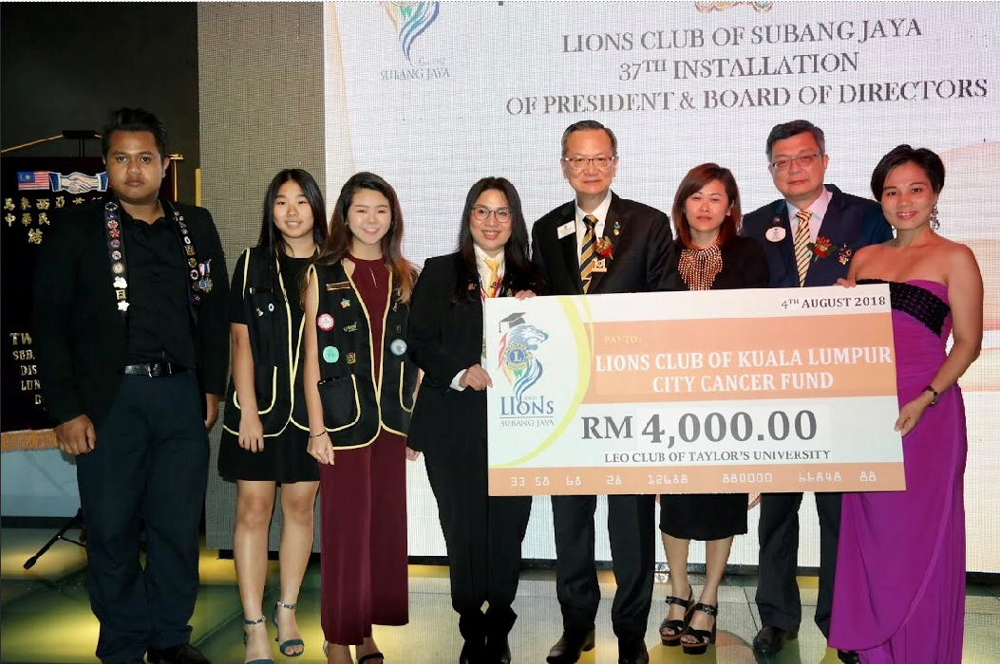 SUBANG JAYA
LIONS CLUB OF SUBANG JAYA
37TH INSTALLATION
OF PRESIDENT & BOARD OF DIRECTORS
4TH AUGUST 2018
PAY TO :
LIONS CLUB OF KUALA LUMPUR
CITY CANCER FUND
RM 4,000.00
LEO CLUB OF TAYLOR'S UNIVERSITY
LIONS
SUBANG JAYA
33 58 68 28 12688 880000 66848 88